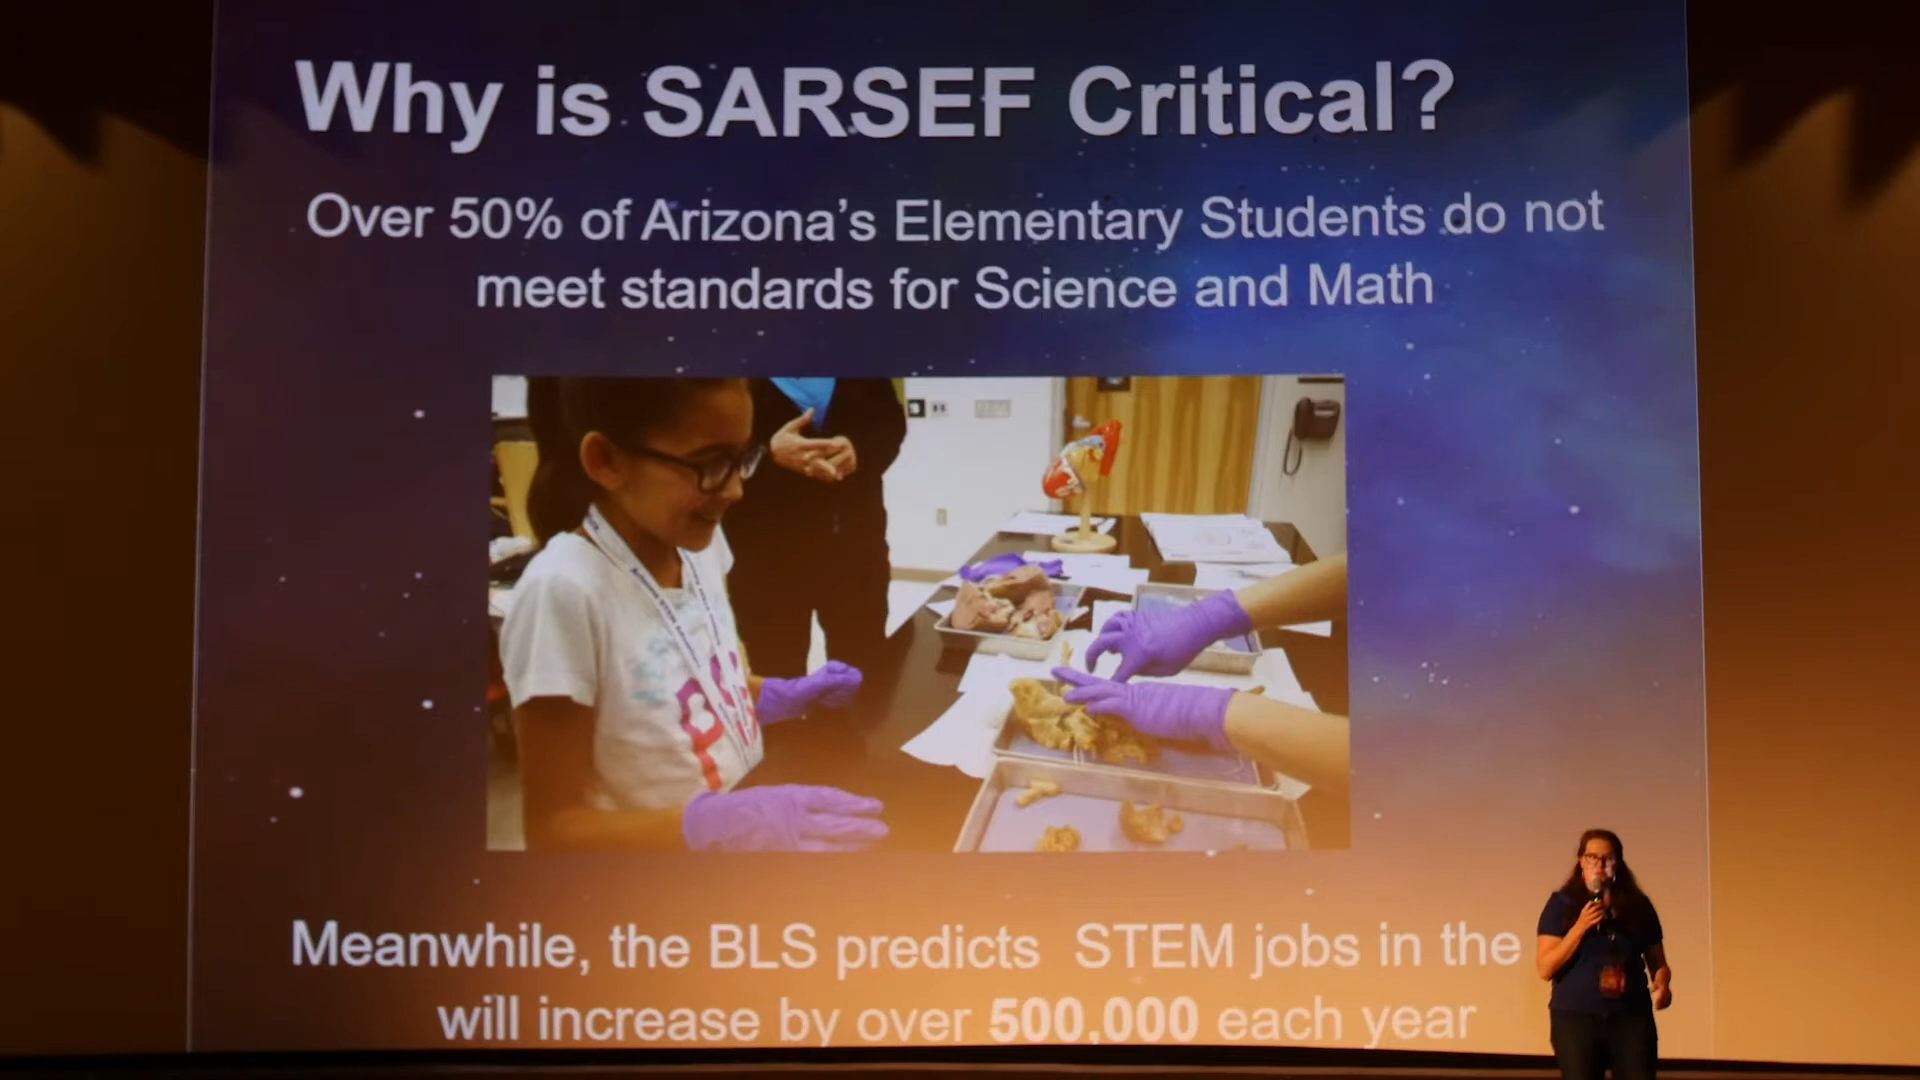 Why is SARSEF Critical?
Over 50% of Arizona's Elementary Students do not
meet standards for Science and Math
Meanwhile, the BLS predicts STEM jobs in the
will increase by over 500,000 each year